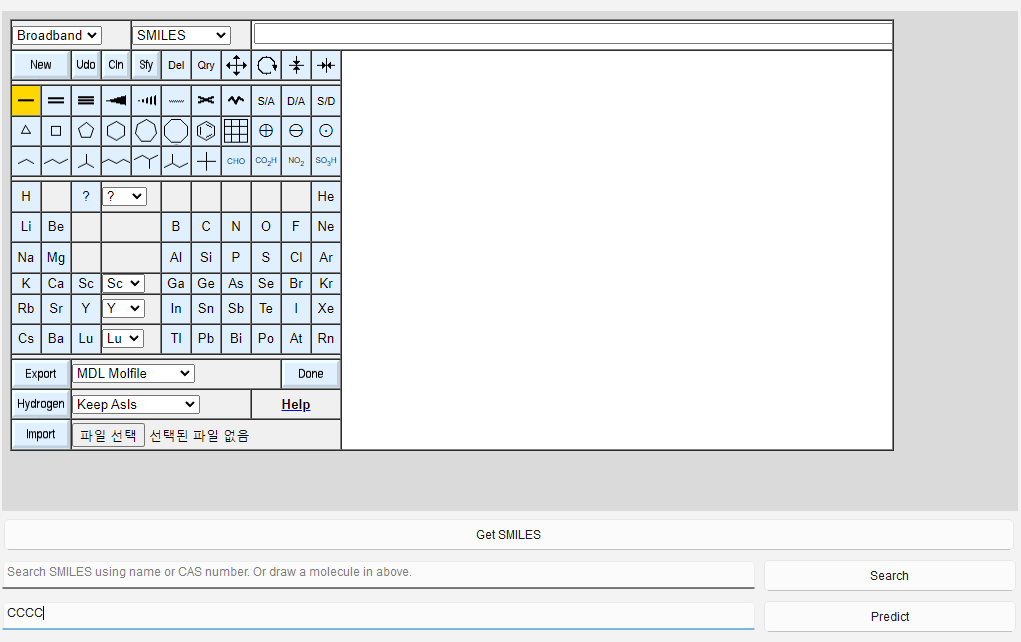 Broadband SMILES
New Udo Cln Sfy Del Qry
S/A D/A S/D
CHO CO2H NO2 SO3H
H ? ? He
Li Be B C N O F Ne
Na Mg Al Si P S Cl Ar
K Ca Sc Sc Ga Ge As Se Br Kr
Rb Sr Y Y In Sn Sb Te I Xe
Cs Ba Lu Lu Tl Pb Bi Po At Rn
Export MDL Molfile Done
Hydrogen Keep AsIs Help
Import 파일 선택 선택된 파일 없음
Get SMILES
Search SMILES using name or CAS number. Or draw a molecule in above. Search
CCCC Predict